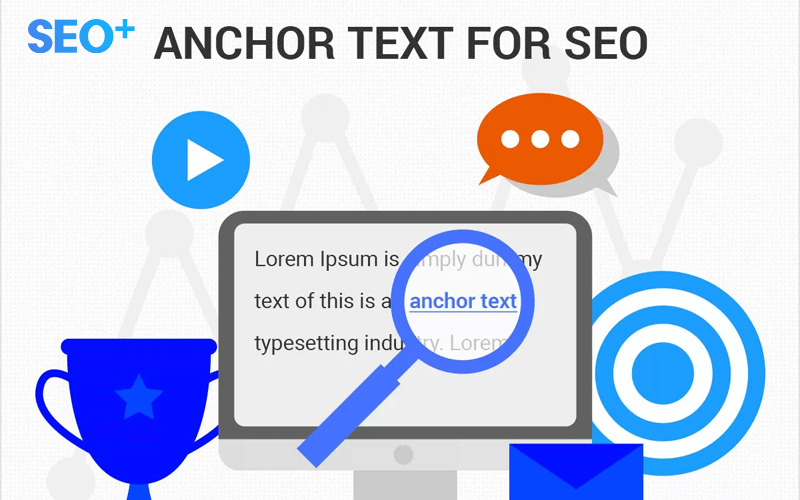 SEO+
ANCHOR TEXT FOR SEO
Lorem Ipsum is simply dummy
text of this is a anchor text
typesetting industry. Lorem